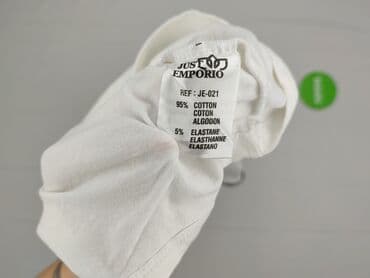 JUST
EMPORIO
REF : JE-021
95% COTTON
COTON
ALGODON
5% ELASTANE
ELASTHANNE
ELASTANO